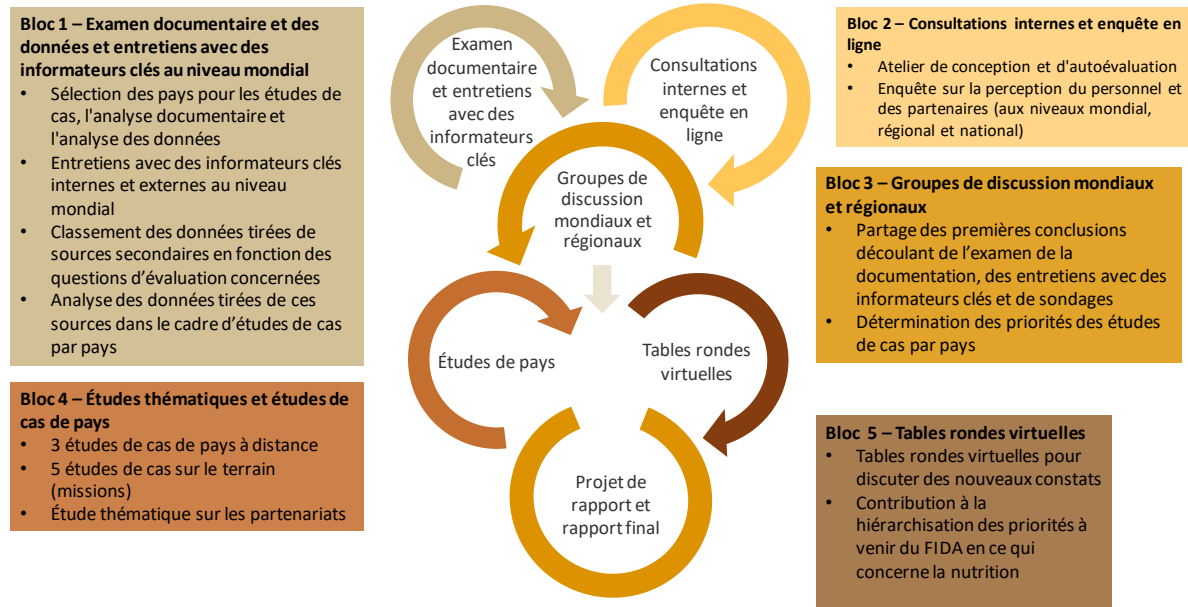 Bloc 1 – Examen documentaire et des
données et entretiens avec des
informateurs clés au niveau mondial
• Sélection des pays pour les études de
cas, l'analyse documentaire et
l'analyse des données
• Entretiens avec des informateurs clés
internes et externes au niveau
mondial
• Classement des données tirées de
sources secondaires en fonction des
questions d’évaluation concernées
• Analyse des données tirées de ces
sources dans le cadre d’études de cas
par pays
Bloc 4 – Études thématiques et études de
cas de pays
• 3 études de cas de pays à distance
• 5 études de cas sur le terrain
(missions)
• Étude thématique sur les partenariats
Examen
documentaire
et entretiens
avec des
informateurs
clés
Consultations
internes et
enquête en
ligne
Groupes de
discussion
mondiaux et
régionaux
Études de pays
Tables rondes
virtuelles
Projet de
rapport et
rapport final
Bloc 2 – Consultations internes et enquête en
ligne
• Atelier de conception et d'autoévaluation
• Enquête sur la perception du personnel et
des partenaires (aux niveaux mondial,
régional et national)
Bloc 3 – Groupes de discussion mondiaux
et régionaux
• Partage des premières conclusions
découlant de l’examen de la
documentation, des entretiens avec des
informateurs clés et de sondages
• Détermination des priorités des études
de cas par pays
Bloc 5 – Tables rondes virtuelles
• Tables rondes virtuelles pour
discuter des nouveaux constats
• Contribution à la
hiérarchisation des priorités à
venir du FIDA en ce qui
concerne la nutrition